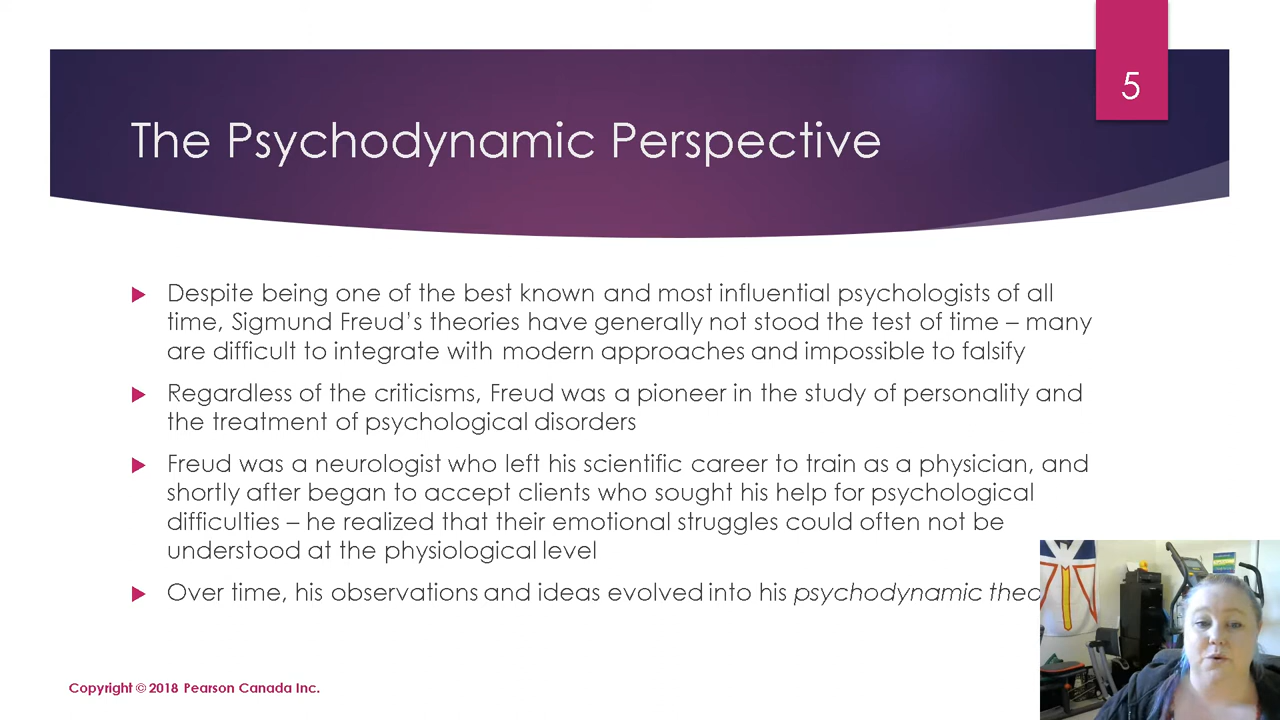 5
The Psychodynamic Perspective
Despite being one of the best known and most influential psychologists of all
time, Sigmund Freud's theories have generally not stood the test of time – many
are difficult to integrate with modern approaches and impossible to falsify
Regardless of the criticisms, Freud was a pioneer in the study of personality and
the treatment of psychological disorders
Freud was a neurologist who left his scientific career to train as a physician, and
shortly after began to accept clients who sought his help for psychological
difficulties – he realized that their emotional struggles could often not be
understood at the physiological level
Over time, his observations and ideas evolved into his psychodynamic
Copyright © 2018 Pearson Canada Inc.